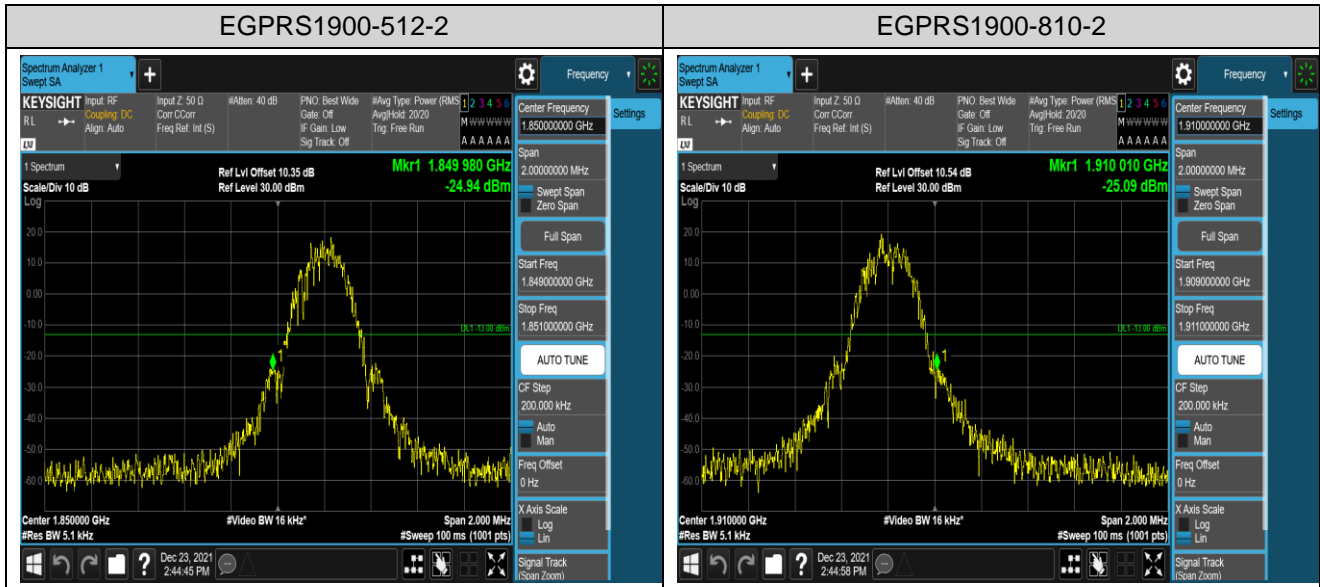 EGPRS1900-512-2
EGPRS1900-810-2
Spectrum Analyzer 1
Swept SA
Frequency
KEYSIGHT
RL
Input: RF
Coupling: DC
Align: Auto
Input Z: 50 Ω
Corr CCorr
Freq Ref: Int (S)
#Atten: 40 dB
PNO: Best Wide
Gate: Off
IF Gain: Low
Sig Track: Off
#Avg Type: Power (RMS
Avg|Hold: 20/20
Trig: Free Run
1 2 3 4 5 6
M W W W W W
A A A A A A
1 Spectrum
Scale/Div 10 dB
Log
Ref Lvl Offset 10.35 dB
Ref Level 30.00 dBm
Mkr1 1.849 980 GHz
-24.94 dBm
20.0
10.0
0.00
-10.0
-20.0
-30.0
-40.0
-50.0
-60.0
DL1 -13.00 dBm
1
Center 1.850000 GHz
#Res BW 5.1 kHz
#Video BW 16 kHz*
Span 2.000 MHz
#Sweep 100 ms (1001 pts)
Dec 23, 2021
2:44:45 PM
Center Frequency
1.850000000 GHz
Settings
Span
2.00000000 MHz
Swept Span
Zero Span
Full Span
Start Freq
1.849000000 GHz
Stop Freq
1.851000000 GHz
AUTO TUNE
CF Step
200.000 kHz
Auto
Man
Freq Offset
0 Hz
X Axis Scale
Log
Lin
Signal Track
(Span Zoom)
Spectrum Analyzer 1
Swept SA
Frequency
KEYSIGHT
RL
Input: RF
Coupling: DC
Align: Auto
Input Z: 50 Ω
Corr CCorr
Freq Ref: Int (S)
#Atten: 40 dB
PNO: Best Wide
Gate: Off
IF Gain: Low
Sig Track: Off
#Avg Type: Power (RMS
Avg|Hold: 20/20
Trig: Free Run
1 2 3 4 5 6
M W W W W W
A A A A A A
1 Spectrum
Scale/Div 10 dB
Log
Ref Lvl Offset 10.54 dB
Ref Level 30.00 dBm
Mkr1 1.910 010 GHz
-25.09 dBm
20.0
10.0
0.00
-10.0
-20.0
-30.0
-40.0
-50.0
-60.0
DL1 -13.00 dBm
1
Center 1.910000 GHz
#Res BW 5.1 kHz
#Video BW 16 kHz*
Span 2.000 MHz
#Sweep 100 ms (1001 pts)
Dec 23, 2021
2:44:58 PM
Center Frequency
1.910000000 GHz
Settings
Span
2.00000000 MHz
Swept Span
Zero Span
Full Span
Start Freq
1.909000000 GHz
Stop Freq
1.911000000 GHz
AUTO TUNE
CF Step
200.000 kHz
Auto
Man
Freq Offset
0 Hz
X Axis Scale
Log
Lin
Signal Track
(Span Zoom)